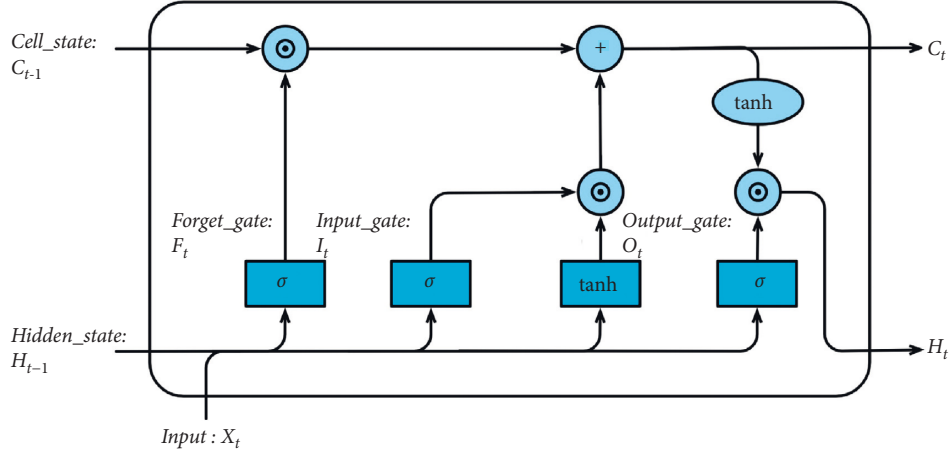 Cell_state:
C_{t-1}
⊙
+
C_t
tanh
⊙
⊙
Forget_gate:
F_t
Input_gate:
I_t
Output_gate:
O_t
σ
σ
tanh
σ
Hidden_state:
H_{t–1}
H_t
Input : X_t